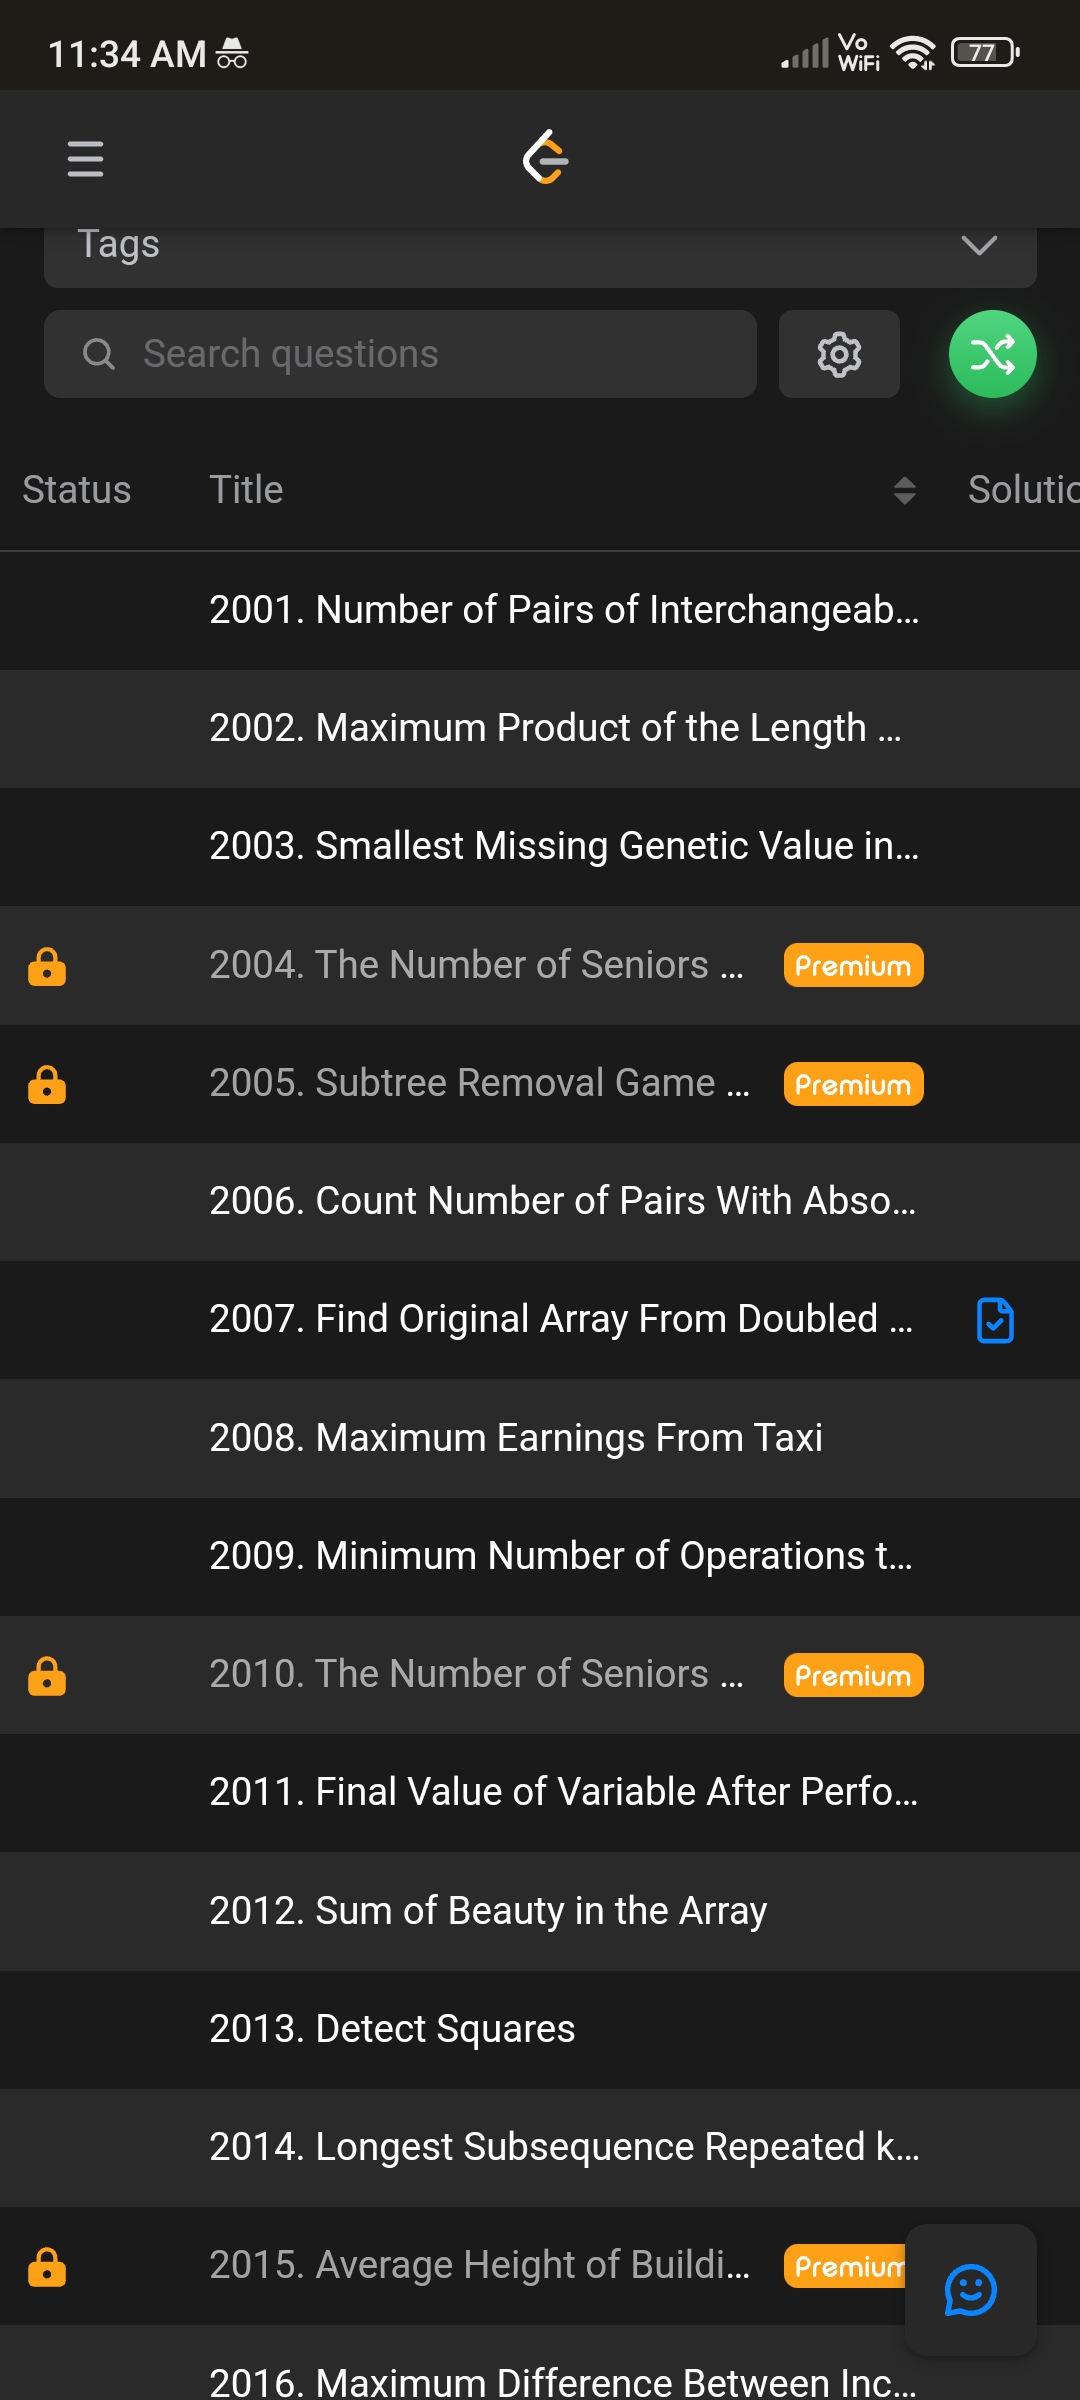 11:34 AM Vo WiFi 77
Tags
Search questions
Status Title Solutio
2001. Number of Pairs of Interchangeab...
2002. Maximum Product of the Length ...
2003. Smallest Missing Genetic Value in...
2004. The Number of Seniors ... Premium
2005. Subtree Removal Game ... Premium
2006. Count Number of Pairs With Abso...
2007. Find Original Array From Doubled ...
2008. Maximum Earnings From Taxi
2009. Minimum Number of Operations t...
2010. The Number of Seniors ... Premium
2011. Final Value of Variable After Perfo...
2012. Sum of Beauty in the Array
2013. Detect Squares
2014. Longest Subsequence Repeated k...
2015. Average Height of Buildi... Premium
2016. Maximum Difference Between Inc...